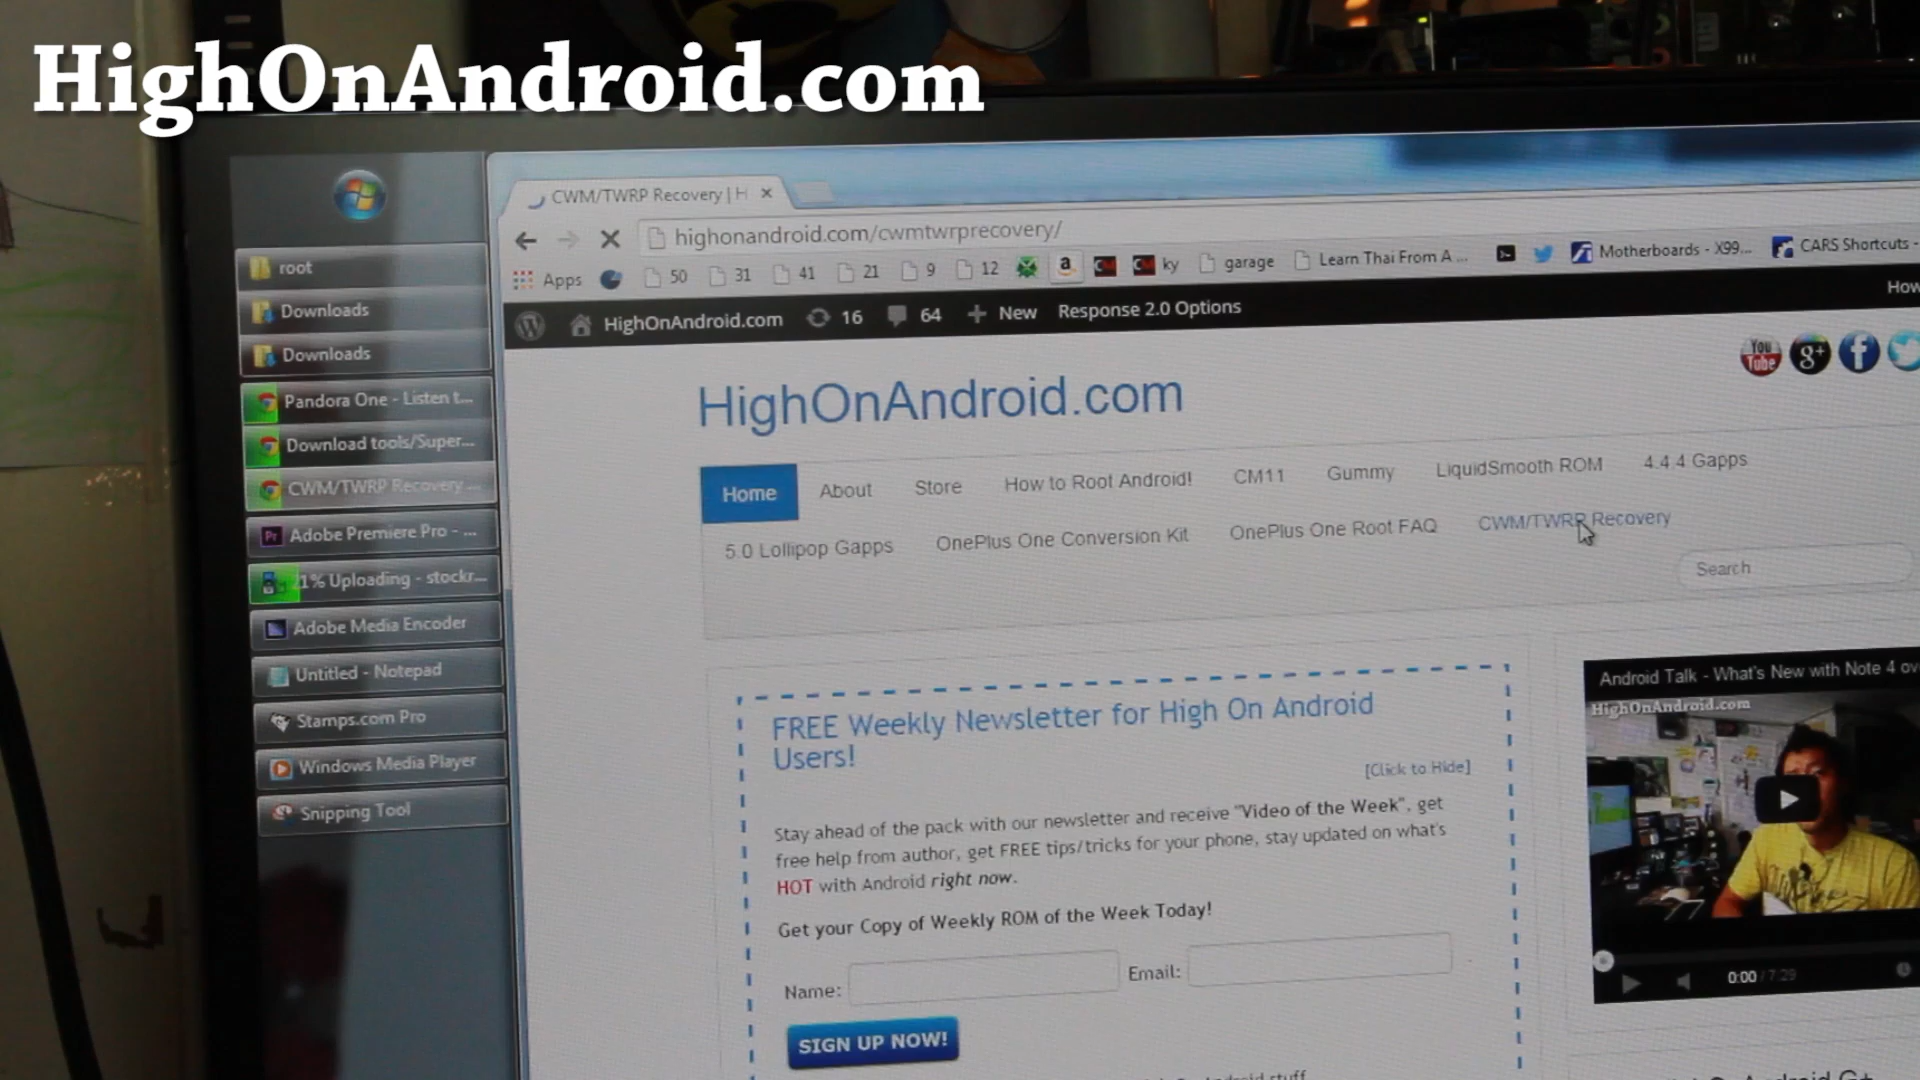 HighOnAndroid.com
root
Downloads
Downloads
Pandora One - Listen t...
Download tools/Super...
CWM/TWRP Recovery ...
Adobe Premiere Pro - ...
1% Uploading - stockr...
Adobe Media Encoder
Untitled - Notepad
Stamps.com Pro
Windows Media Player
Snipping Tool
CWM/TWRP Recovery | H
highonandroid.com/cwmtwrprecovery/
Apps 50 31 41 21 9 12 a CM CM ky garage Learn Thai From A ... Motherboards - X99... CARS Shortcuts -
HighOnAndroid.com 16 64 + New Response 2.0 Options How
You Tube g+ f
HighOnAndroid.com
Home About Store How to Root Android! CM11 Gummy LiquidSmooth ROM 4.4.4 Gapps
5.0 Lollipop Gapps OnePlus One Conversion Kit OnePlus One Root FAQ CWM/TWRP Recovery
Search
FREE Weekly Newsletter for High On Android
Users!
[Click to Hide]
Stay ahead of the pack with our newsletter and receive "Video of the Week", get
free help from author, get FREE tips/tricks for your phone, stay updated on what's
HOT with Android right now.
Get your Copy of Weekly ROM of the Week Today!
Name: Email:
SIGN UP NOW!
Android Talk - What's New with Note 4 ov
HighOnAndroid.com
0:00 / 7:29